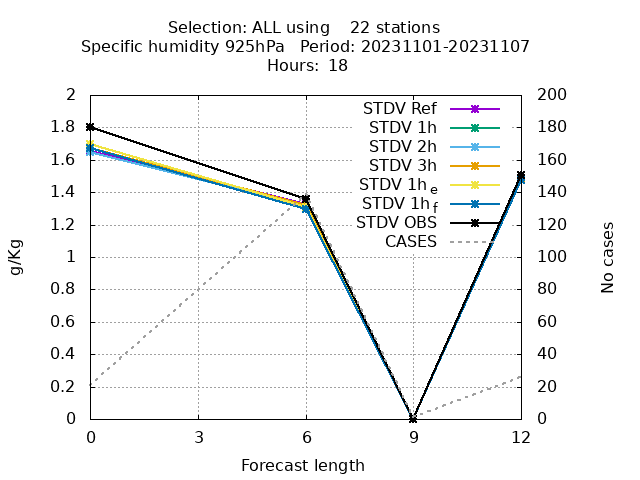 Selection: ALL using    22 stations
Specific humidity 925hPa   Period: 20231101-20231107
Hours:  18
2
1.8
1.6
1.4
1.2
1
0.8
0.6
0.4
0.2
0
200
180
160
140
120
100
80
60
40
20
0
STDV Ref
STDV 1h
STDV 2h
STDV 3h
STDV 1h e
STDV 1h f
STDV OBS
CASES
g/Kg
No cases
0
3
6
9
12
Forecast length